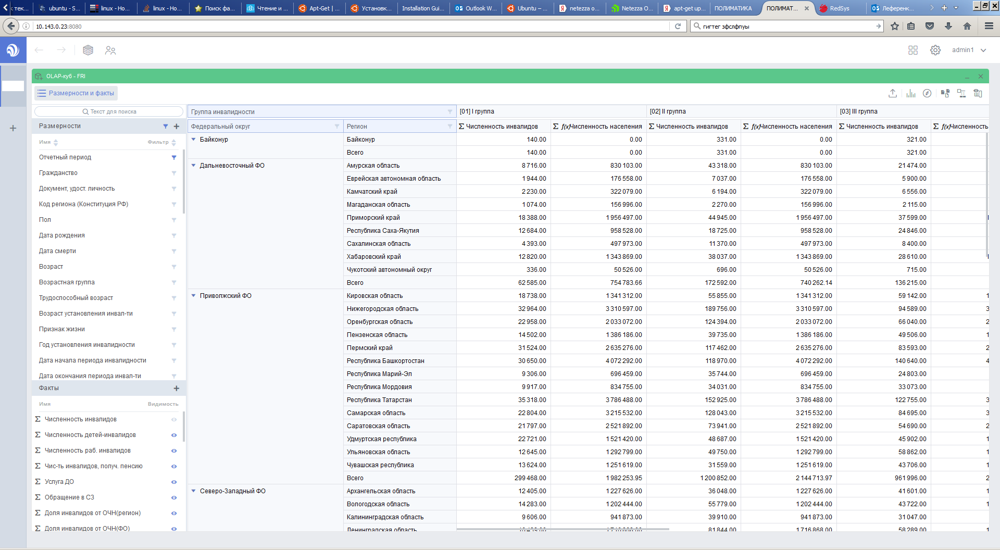 к тек...
ubuntu - S...
linux - Ho...
linux - Ho...
Поиск фа...
Чтение и ...
Apt-Get | ...
Установк...
Installation Gui...
Outlook W...
Ubuntu – ...
netezza o...
Netezza O...
apt-get up...
ПОЛИМАТИКА
ПОЛИМАТ...
RedSys
Леференк...
10.143.0.23:8080
гигтег зфслфпуы
admin1
OLAP-куб - FRI
Размерности и факты
Текст для поиска
Размерности
Имя Фильтр
Отчетный период
Гражданство
Документ, удост. личность
Код региона (Конституция РФ)
Пол
Дата рождения
Дата смерти
Возраст
Возрастная группа
Трудоспособный возраст
Возраст установления инвал-ти
Признак жизни
Год установления инвалидности
Дата начала периода инвалидности
Дата окончания периода инвал-ти
Факты
Имя Видимость
Σ Численность инвалидов
Σ Численность детей-инвалидов
Σ Численность раб. инвалидов
Σ Чис-ть инвалидов, получ. пенсию
Σ Услуга ДО
Σ Обращение в СЗ
Σ Доля инвалидов от ОЧН(регион)
Σ Доля инвалидов от ОЧН(ФО)
Группа инвалидности [01] I группа [02] II группа [03] III группа
Федеральный округ Регион Σ Численность инвалидов Σ f(x)Численность населения Σ Численность инвалидов Σ f(x)Численность населения Σ Численность инвалидов Σ f(x)Численность
Байконур Байконур 140.00 0.00 331.00 0.00 321.00
Всего 140.00 0.00 331.00 0.00 321.00
Дальневосточный ФО Амурская область 8 716.00 830 103.00 43 318.00 830 103.00 21 474.00
Еврейская автономная область 1 944.00 176 558.00 7 037.00 176 558.00 5 900.00
Камчатский край 2 230.00 322 079.00 6 194.00 322 079.00 6 556.00
Магаданская область 1 074.00 156 996.00 2 270.00 156 996.00 2 115.00
Приморский край 18 388.00 1 956 497.00 44 945.00 1 956 497.00 37 599.00
Республика Саха-Якутия 12 684.00 958 528.00 18 725.00 958 528.00 24 846.00
Сахалинская область 4 393.00 497 973.00 11 370.00 497 973.00 8 400.00
Хабаровский край 12 820.00 1 343 869.00 38 037.00 1 343 869.00 28 610.00
Чукотский автономный округ 336.00 50 526.00 696.00 50 526.00 715.00
Всего 62 585.00 754 783.66 172 592.00 740 262.14 136 215.00
Приволжский ФО Кировская область 18 738.00 1 341 312.00 55 855.00 1 341 312.00 59 142.00 1
Нижегородская область 32 964.00 3 310 597.00 189 756.00 3 310 597.00 94 589.00 3
Оренбургская область 22 958.00 2 033 072.00 124 394.00 2 033 072.00 66 040.00 2
Пензенская область 14 502.00 1 386 186.00 39 735.00 1 386 186.00 49 506.00 1
Пермский край 31 524.00 2 635 276.00 117 462.00 2 635 276.00 83 593.00 2
Республика Башкортостан 30 650.00 4 072 292.00 118 970.00 4 072 292.00 140 640.00 4
Республика Марий-Эл 9 306.00 696 459.00 35 744.00 696 459.00 24 803.00
Республика Мордовия 9 917.00 834 755.00 34 031.00 834 755.00 33 073.00
Республика Татарстан 35 318.00 3 786 488.00 152 925.00 3 786 488.00 122 755.00 3
Самарская область 22 804.00 3 215 532.00 128 043.00 3 215 532.00 84 695.00 3
Саратовская область 21 797.00 2 521 892.00 73 941.00 2 521 892.00 54 690.00 2
Удмуртская республика 22 721.00 1 521 420.00 48 687.00 1 521 420.00 45 902.00 1
Ульяновская область 12 645.00 1 292 799.00 49 750.00 1 292 799.00 58 862.00 1
Чувашская республика 13 624.00 1 251 619.00 31 559.00 1 251 619.00 43 706.00 1
Всего 299 468.00 1 982 253.95 1 200 852.00 2 144 713.97 961 996.00 2
Северо-Западный ФО Архангельская область 12 405.00 1 227 626.00 36 048.00 1 227 626.00 41 601.00 1
Вологодская область 14 283.00 1 202 444.00 55 779.00 1 202 444.00 43 722.00 1
Калининградская область 9 606.00 941 873.00 39 910.00 941 873.00 31 047.00
Ленинградская область 81 844.00 1 716 868.00 58 289.00 1